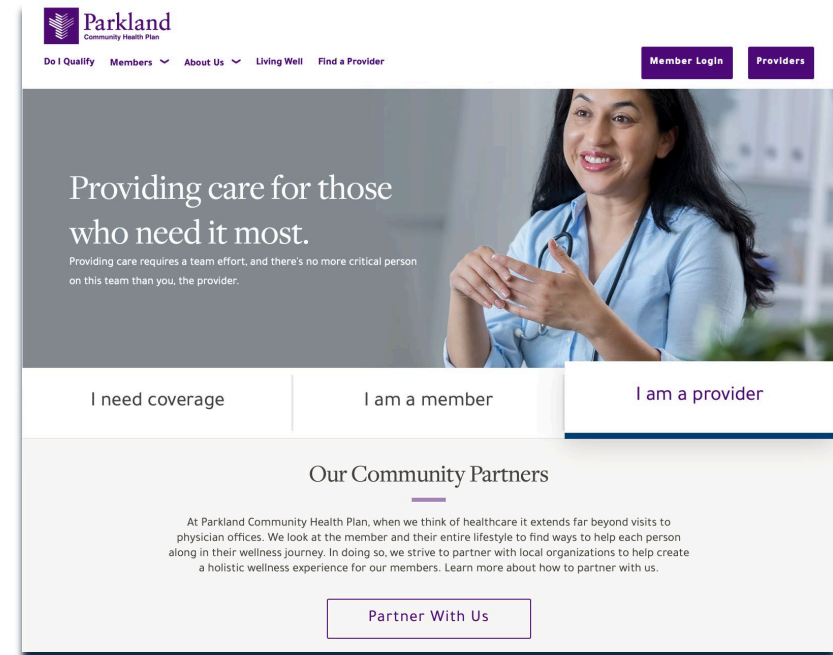 Parkland
Community Health Plan
Do I Qualify Members About Us Living Well Find a Provider
Member Login Providers
Providing care for those
who need it most.
Providing care requires a team effort, and there's no more critical person
on this team than you, the provider.
I need coverage I am a member I am a provider
Our Community Partners
At Parkland Community Health Plan, when we think of healthcare it extends far beyond visits to
physician offices. We look at the member and their entire lifestyle to find ways to help each person
along in their wellness journey. In doing so, we strive to partner with local organizations to help create
a holistic wellness experience for our members. Learn more about how to partner with us.
Partner With Us